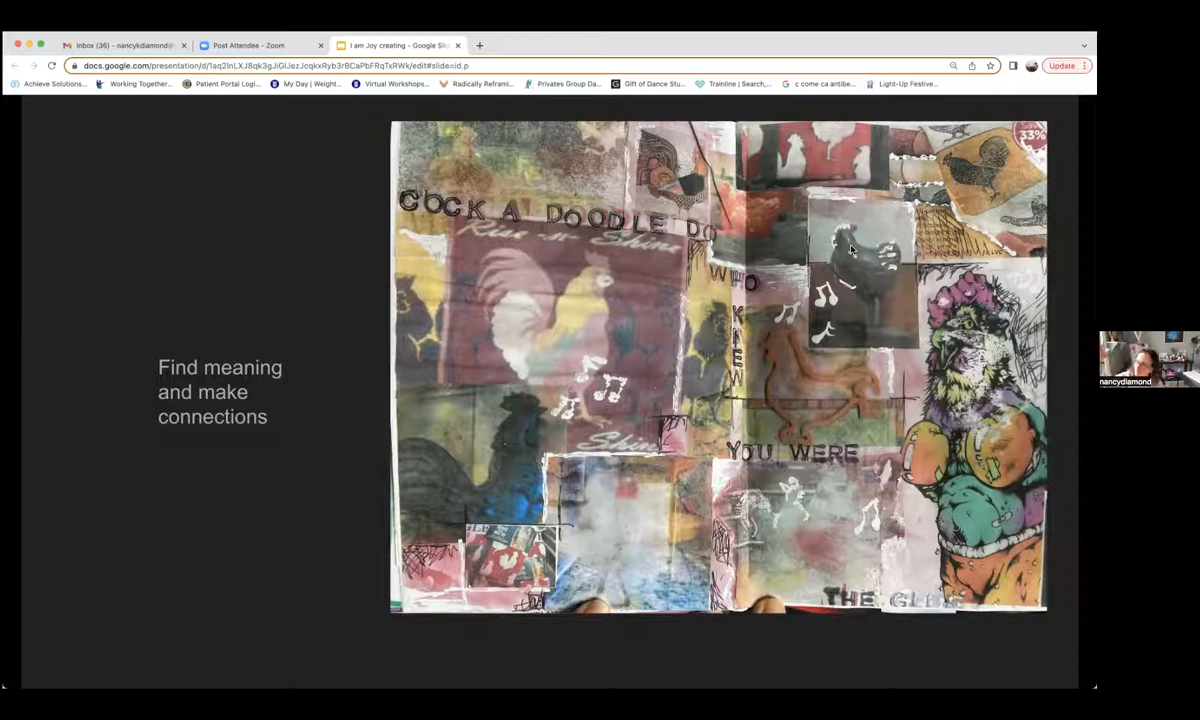 Inbox (36) - nancykdiamond@
Post Attendee - Zoom
I am Joy creating - Google Slid
docs.google.com/presentation/d/1aq2InLXJ8qk3gJiGlJezJcqkxRyb3rBCaPbFRqTxRWk/edit#slide=id.p
Update
Achieve Solutions...
Working Together...
Patient Portal Logi...
My Day | Weight...
Virtual Workshops...
Radically Reframi...
Privates Group Da...
Gift of Dance Stu...
Trainline | Search,...
c come ca antibe...
Light-Up Festive...
33%
COCK A DOODLE DO
Rise -n- Shine
WHO
KNEW
Shine
YOU WERE
THE
Find meaning
and make
connections
nancydiamond